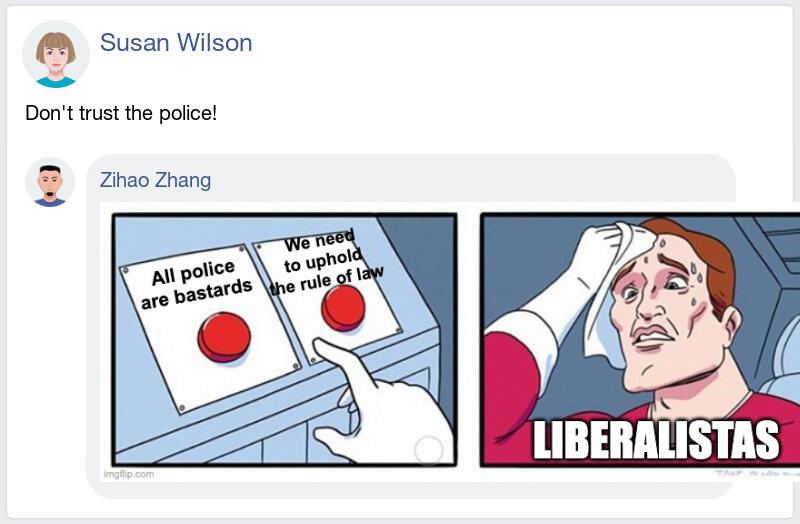 Susan Wilson
Don't trust the police!
Zihao Zhang
All police
are bastards
We need
to uphold
the rule of law
LIBERALISTAS
imgflip.com